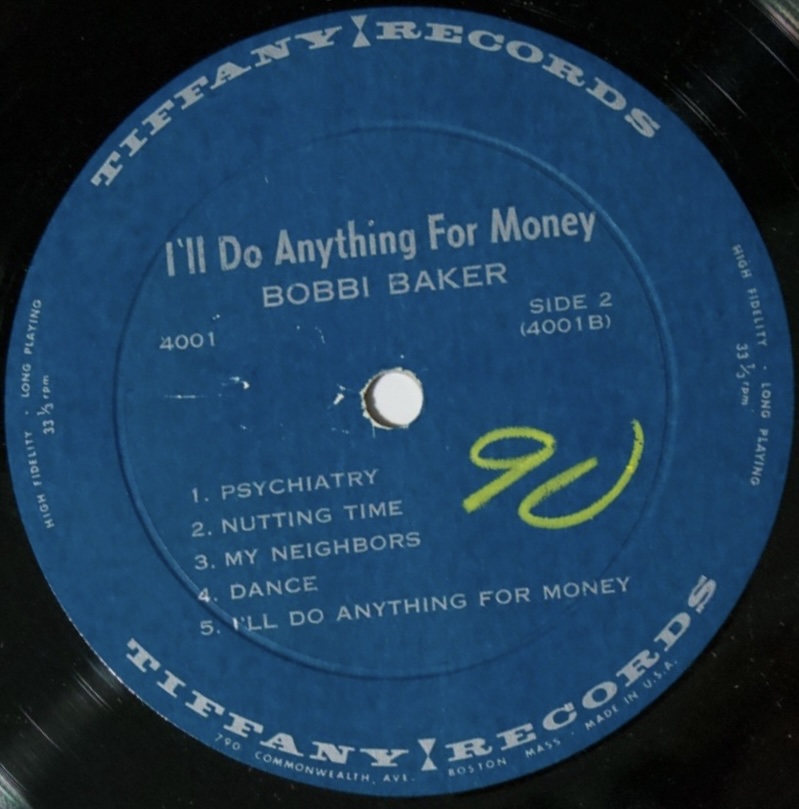 TIFFANY RECORDS
I'll Do Anything For Money
BOBBI BAKER
SIDE 2
4001
(4001B)
HIGH FIDELITY · LONG PLAYING
33 ⅓ rpm
HIGH FIDELITY · LONG PLAYING
33 ⅓ rpm
90
1. PSYCHIATRY
2. NUTTING TIME
3. MY NEIGHBORS
4. DANCE
5. I'LL DO ANYTHING FOR MONEY
TIFFANY RECORDS
790 COMMONWEALTH, AVE. BOSTON MASS · MADE IN U.S.A.